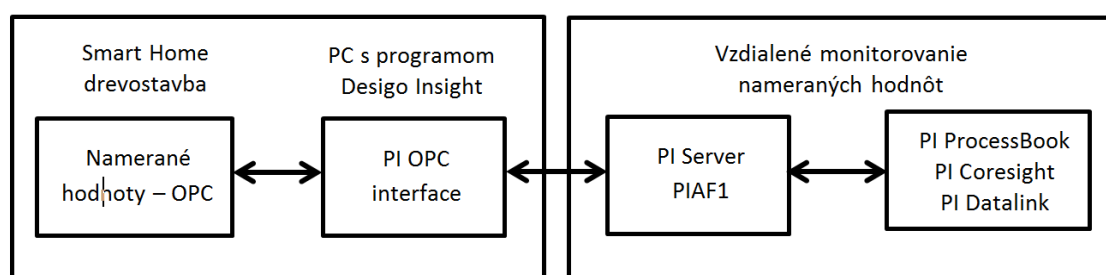 Smart Home
drevostavba
PC s programom
Desigo Insight
Vzdialené monitorovanie
nameraných hodnôt
Namerané
hodnoty – OPC
PI OPC
interface
PI Server
PIAF1
PI ProcessBook
PI Coresight
PI Datalink